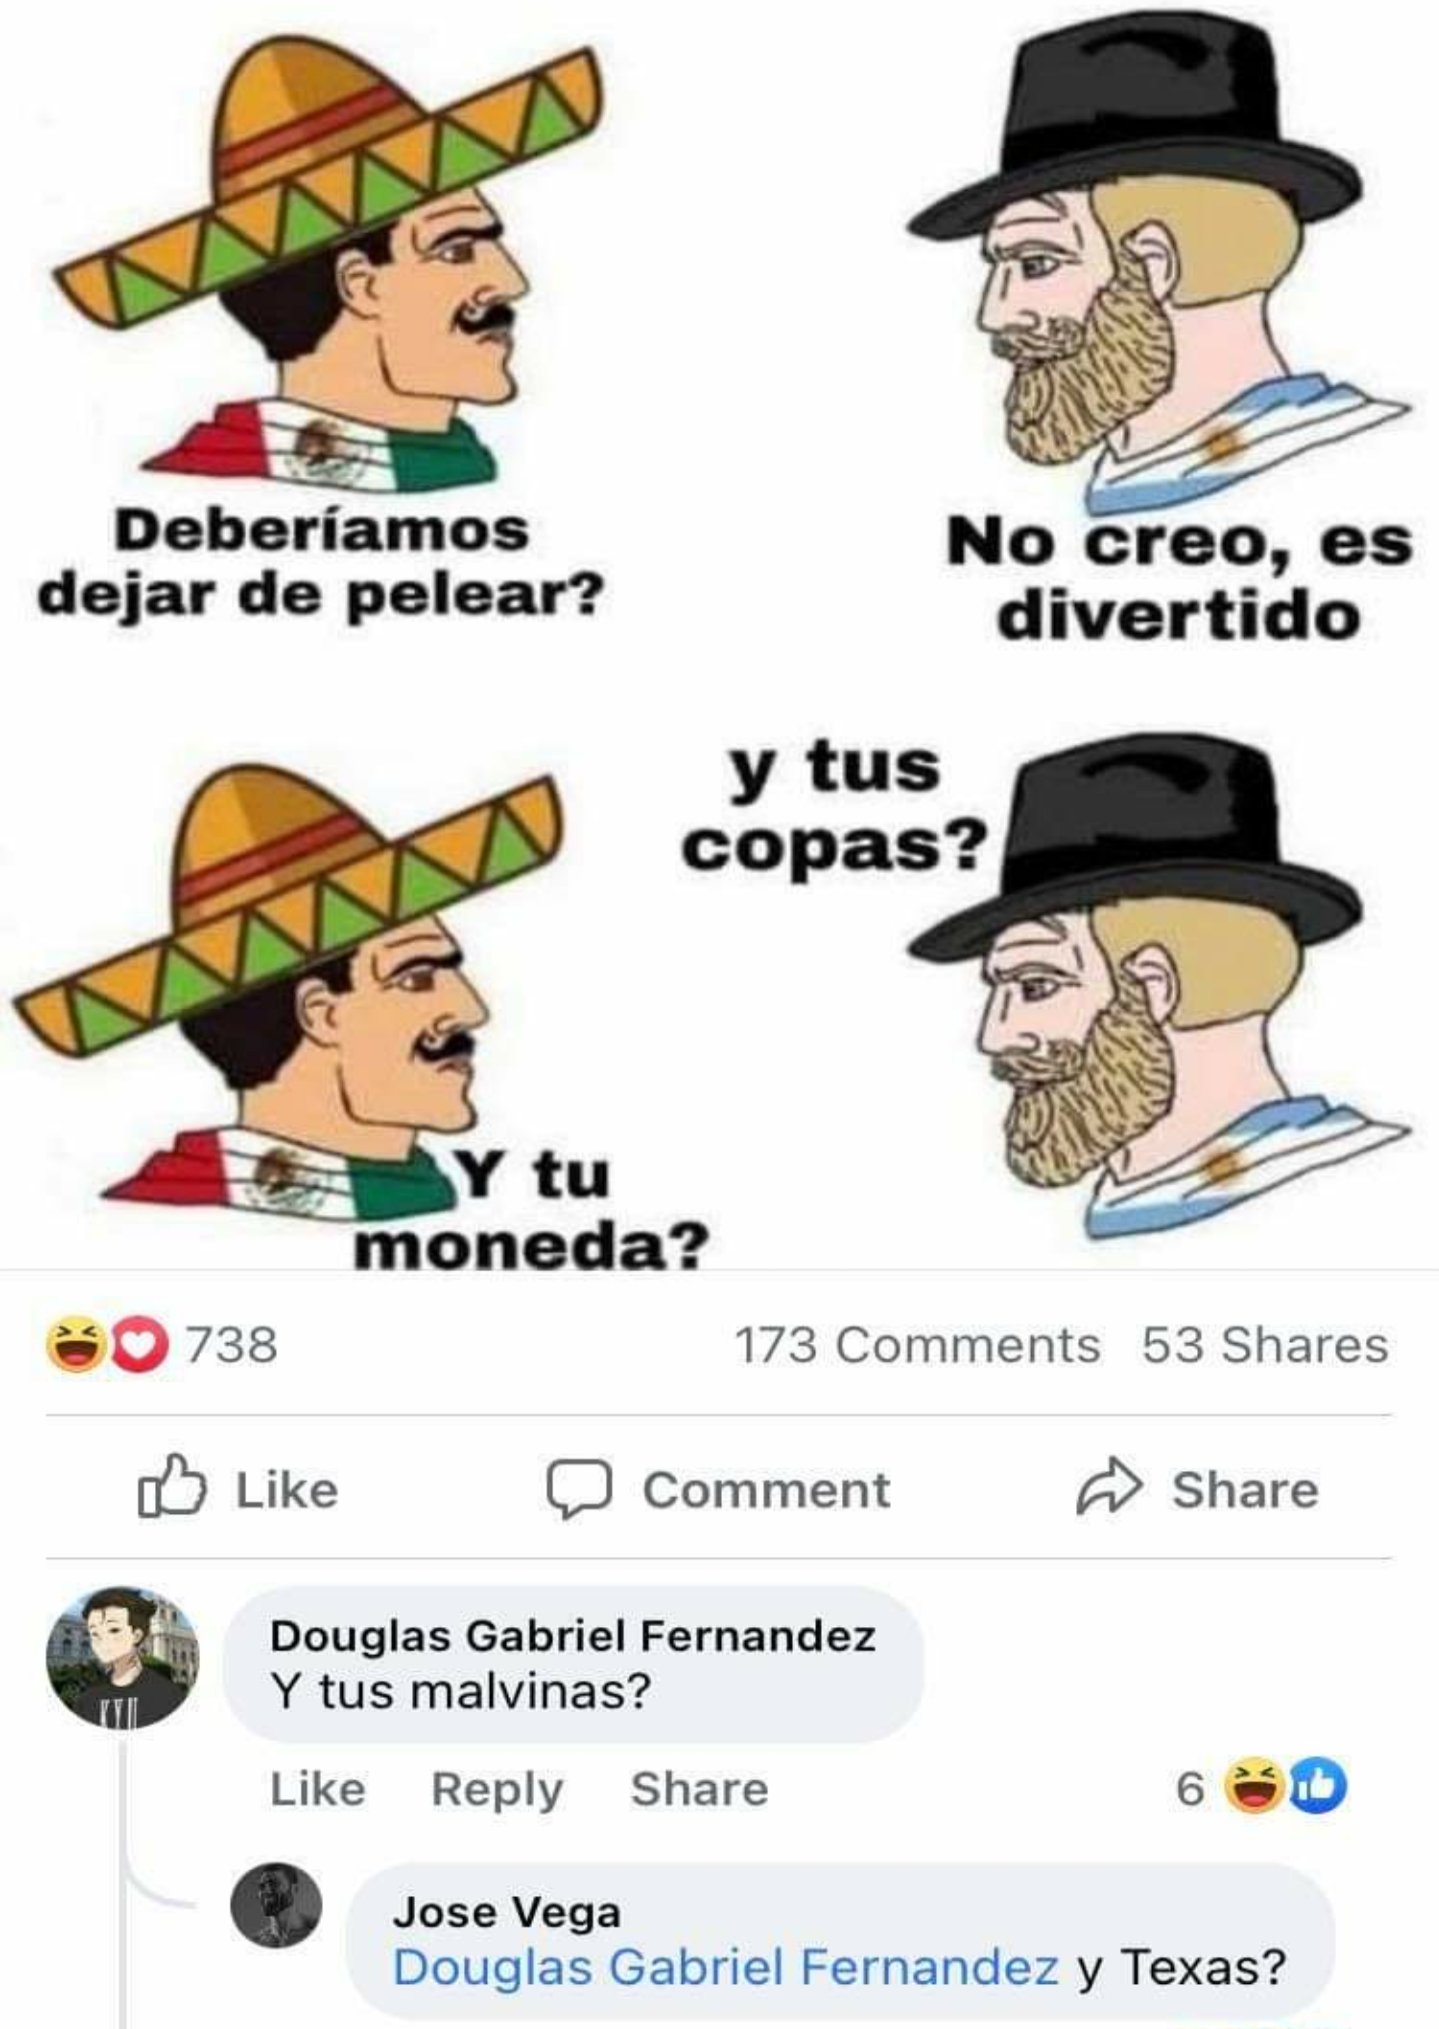 Deberíamos
dejar de pelear?
No creo, es
divertido
y tus
copas?
Y tu
moneda?
738
173 Comments 53 Shares
Like Comment Share
Douglas Gabriel Fernandez
Y tus malvinas?
Like Reply Share 6
Jose Vega
Douglas Gabriel Fernandez y Texas?